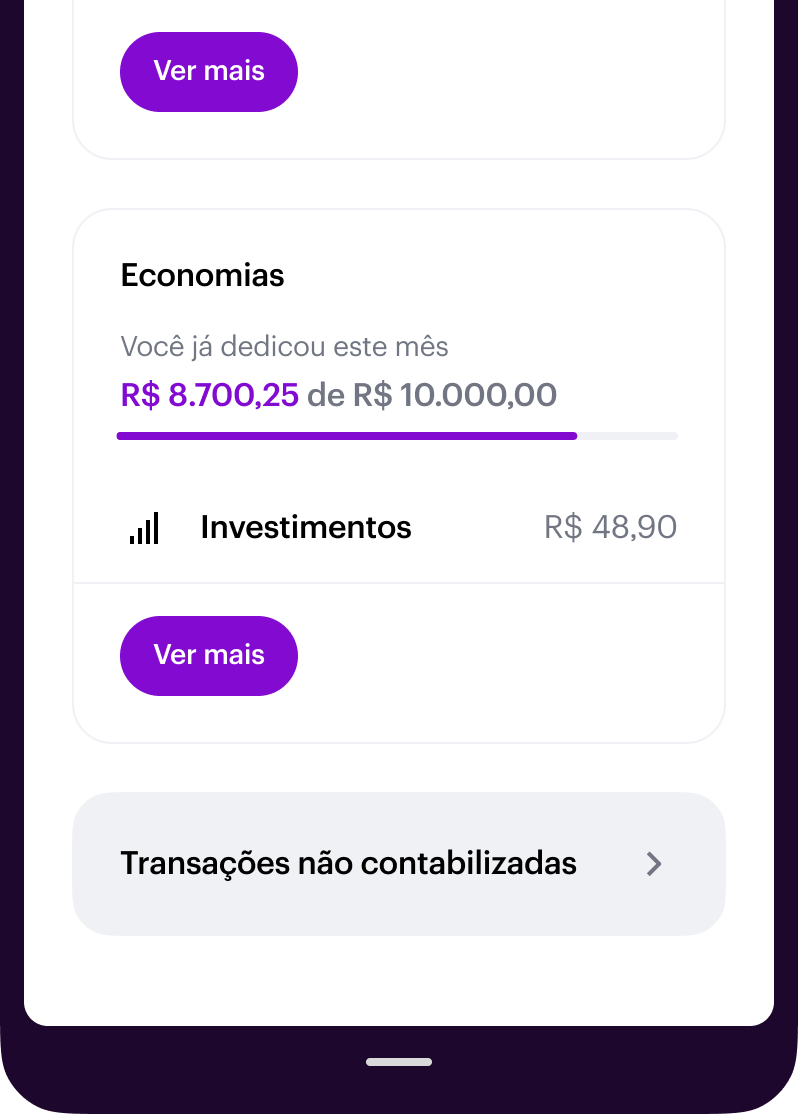 Ver mais
Economias
Você já dedicou este mês
R$ 8.700,25 de R$ 10.000,00
Investimentos R$ 48,90
Ver mais
Transações não contabilizadas